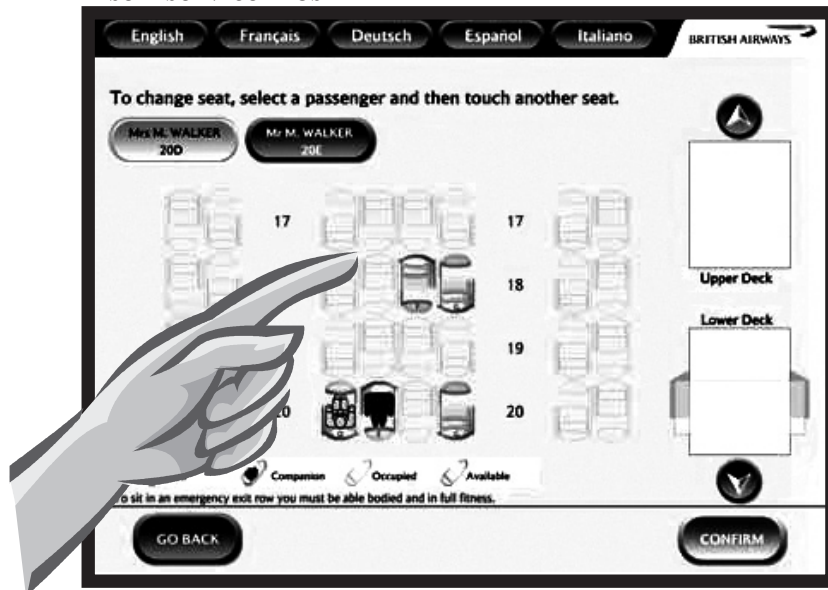 English Français Deutsch Español Italiano BRITISH AIRWAYS
To change seat, select a passenger and then touch another seat.
Mrs M. WALKER
20D
Mr M. WALKER
20E
17 17
18
Upper Deck
Lower Deck
19
20
Companion Occupied Available
sit in an emergency exit row you must be able bodied and in full fitness.
GO BACK CONFIRM